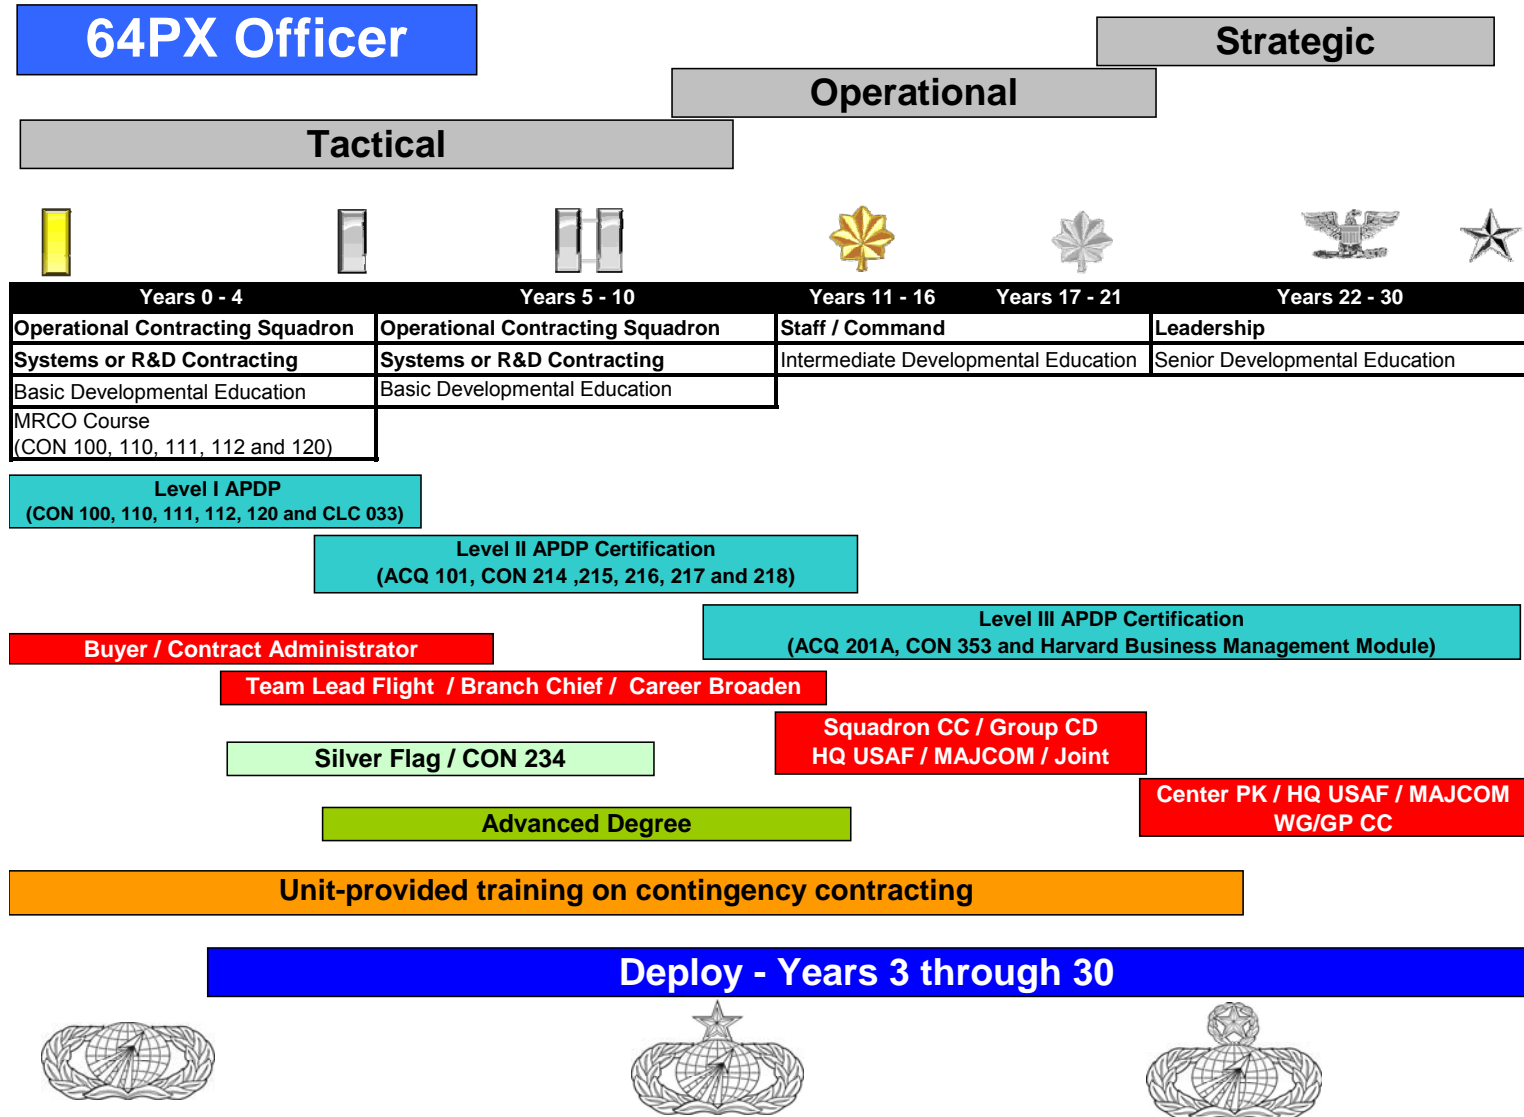 64PX Officer
Strategic
Operational
Tactical
Years 0 - 4
Years 5 - 10
Years 11 - 16
Years 17 - 21
Years 22 - 30
Operational Contracting Squadron
Operational Contracting Squadron
Staff / Command
Leadership
Systems or R&D Contracting
Systems or R&D Contracting
Intermediate Developmental Education
Senior Developmental Education
Basic Developmental Education
Basic Developmental Education
MRCO Course
(CON 100, 110, 111, 112 and 120)
Level I APDP
(CON 100, 110, 111, 112, 120 and CLC 033)
Level II APDP Certification
(ACQ 101, CON 214 ,215, 216, 217 and 218)
Level III APDP Certification
(ACQ 201A, CON 353 and Harvard Business Management Module)
Buyer / Contract Administrator
Team Lead Flight / Branch Chief / Career Broaden
Squadron CC / Group CD
HQ USAF / MAJCOM / Joint
Silver Flag / CON 234
Center PK / HQ USAF / MAJCOM
WG/GP CC
Advanced Degree
Unit-provided training on contingency contracting
Deploy - Years 3 through 30